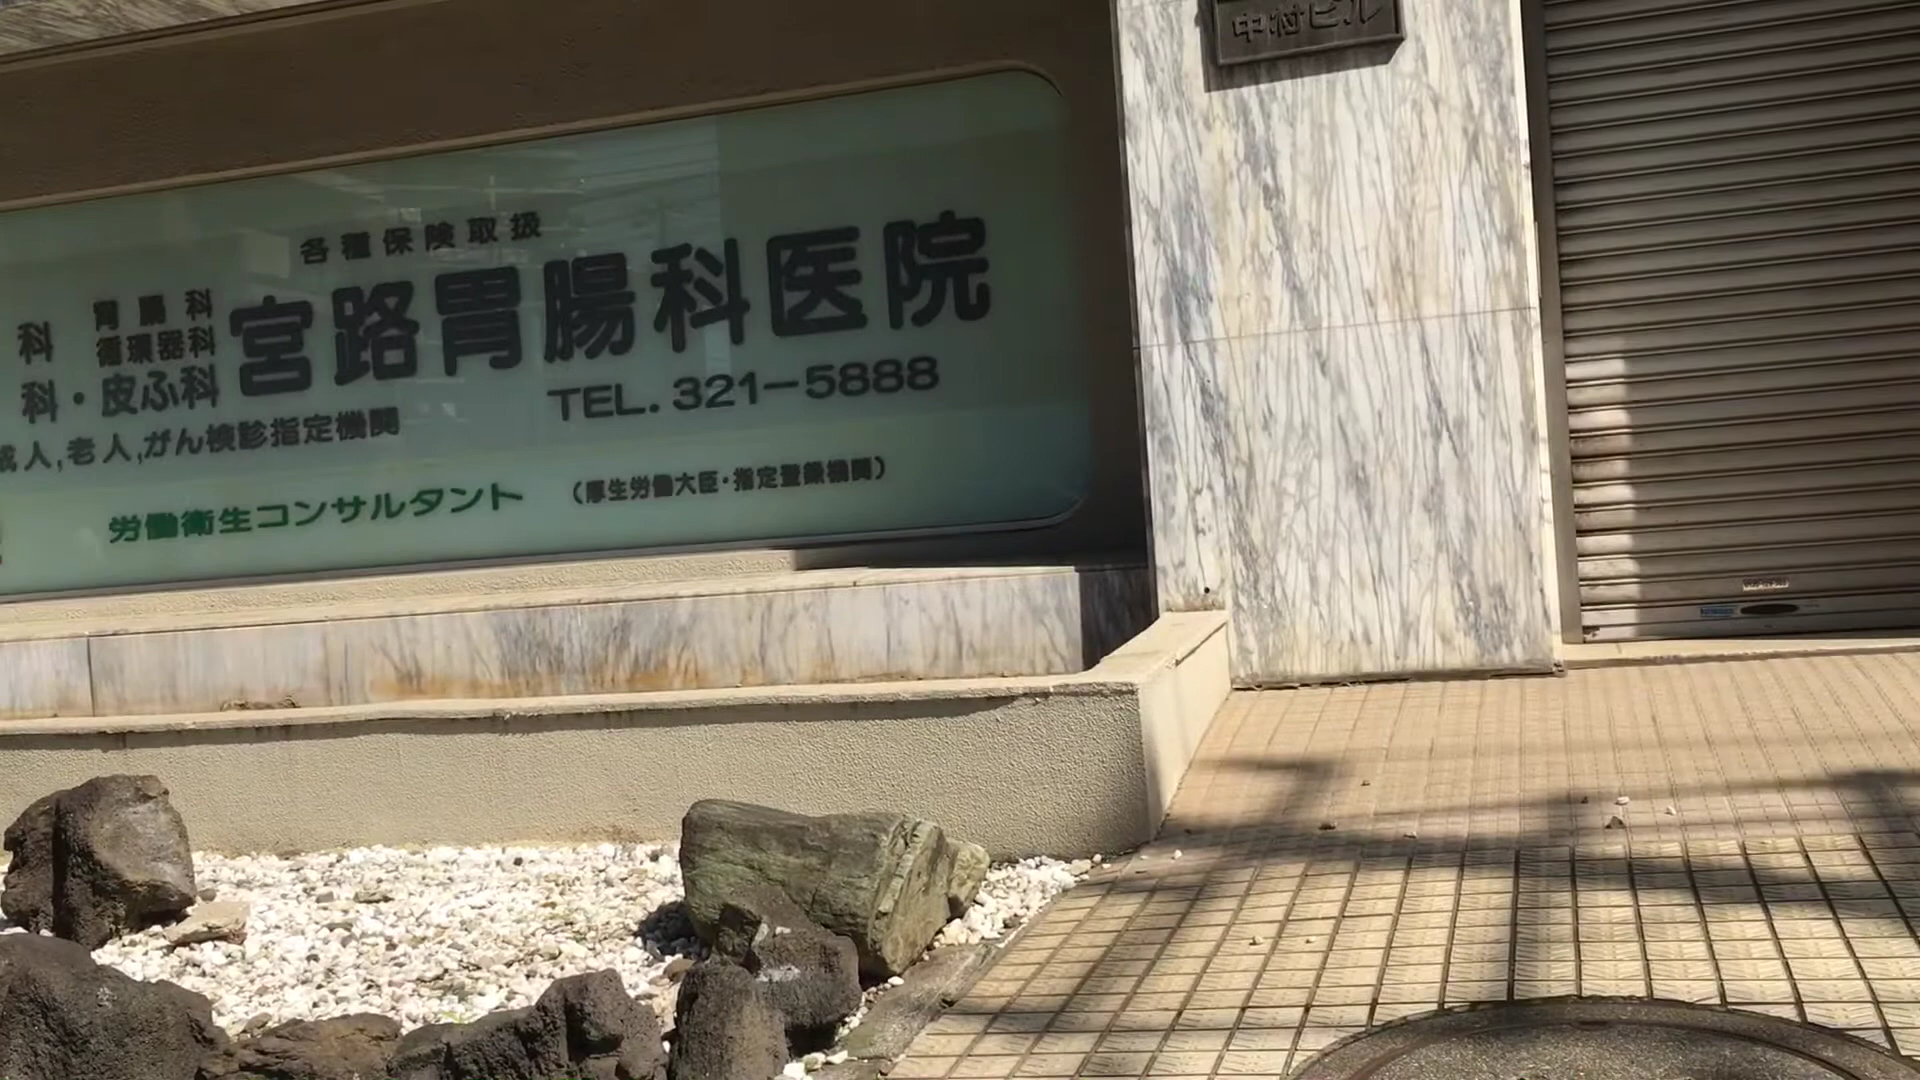 中村ビル
各種保険取扱
宮路胃腸科医院
胃腸科
科 循環器科
科・皮ふ科
TEL. 321-5888
成人,老人,がん検診指定機関
労働衛生コンサルタント (厚生労働大臣・指定登録機関)